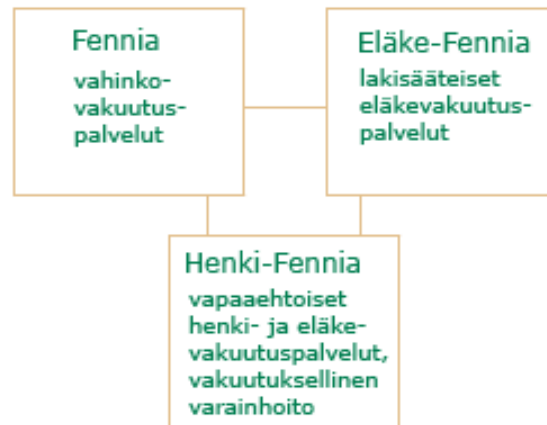 Fennia
vahinko-
vakuutus-
palvelut
Eläke-Fennia
lakisääteiset
eläkevakuutus-
palvelut
Henki-Fennia
vapaaehtoiset
henki- ja eläke-
vakuutuspalvelut,
vakuutuksellinen
varainhoito